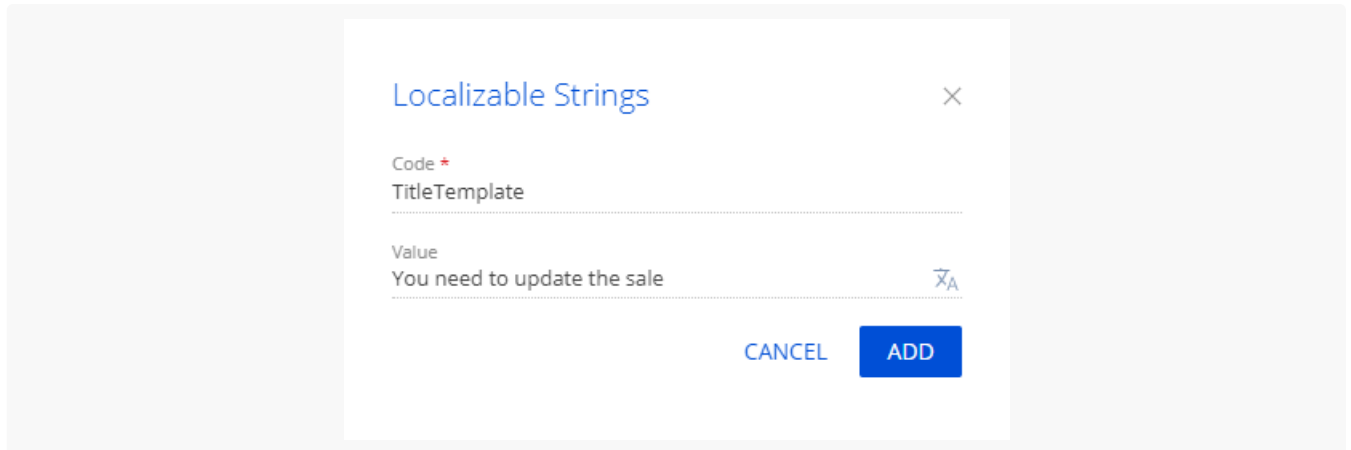 Localizable Strings
Code *
TitleTemplate
Value
You need to update the sale
CANCEL ADD